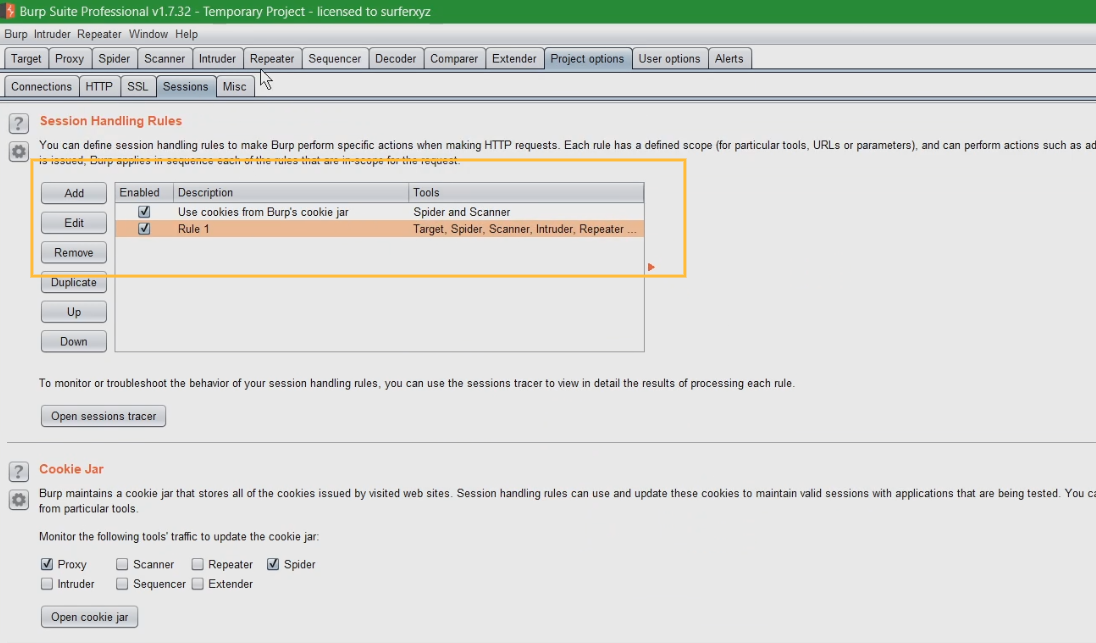 Burp Suite Professional v1.7.32 - Temporary Project - licensed to surferxyz
Burp Intruder Repeater Window Help
Target Proxy Spider Scanner Intruder Repeater Sequencer Decoder Comparer Extender Project options User options Alerts
Connections HTTP SSL Sessions Misc
? Session Handling Rules
You can define session handling rules to make Burp perform specific actions when making HTTP requests. Each rule has a defined scope (for particular tools, URLs or parameters), and can perform actions such as ad
is issued, Burp applies in sequence each of the rules that are in-scope for the request.
Add Enabled Description Tools
Use cookies from Burp's cookie jar Spider and Scanner
Edit Rule 1 Target, Spider, Scanner, Intruder, Repeater ...
Remove
Duplicate
Up
Down
To monitor or troubleshoot the behavior of your session handling rules, you can use the sessions tracer to view in detail the results of processing each rule.
Open sessions tracer
? Cookie Jar
Burp maintains a cookie jar that stores all of the cookies issued by visited web sites. Session handling rules can use and update these cookies to maintain valid sessions with applications that are being tested. You ca
from particular tools.
Monitor the following tools' traffic to update the cookie jar:
Proxy Scanner Repeater Spider
Intruder Sequencer Extender
Open cookie jar